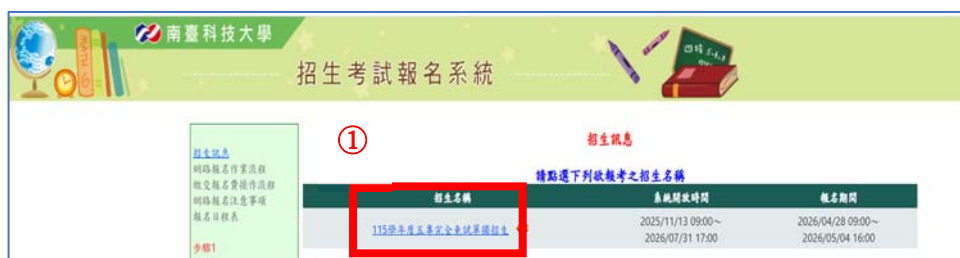 南臺科技大學
招生考試報名系統
招生訊息
網路報名作業流程
繳交報名費操作流程
網路報名注意事項
報名日程表
步驟1
①
招生訊息
請點選下列欲報考之招生名稱
招生名稱 系統開放時間 報名期間
115學年度五專完全免試單獨招生 2025/11/13 09:00~ 2026/04/28 09:00~
2026/07/31 17:00 2026/05/04 16:00